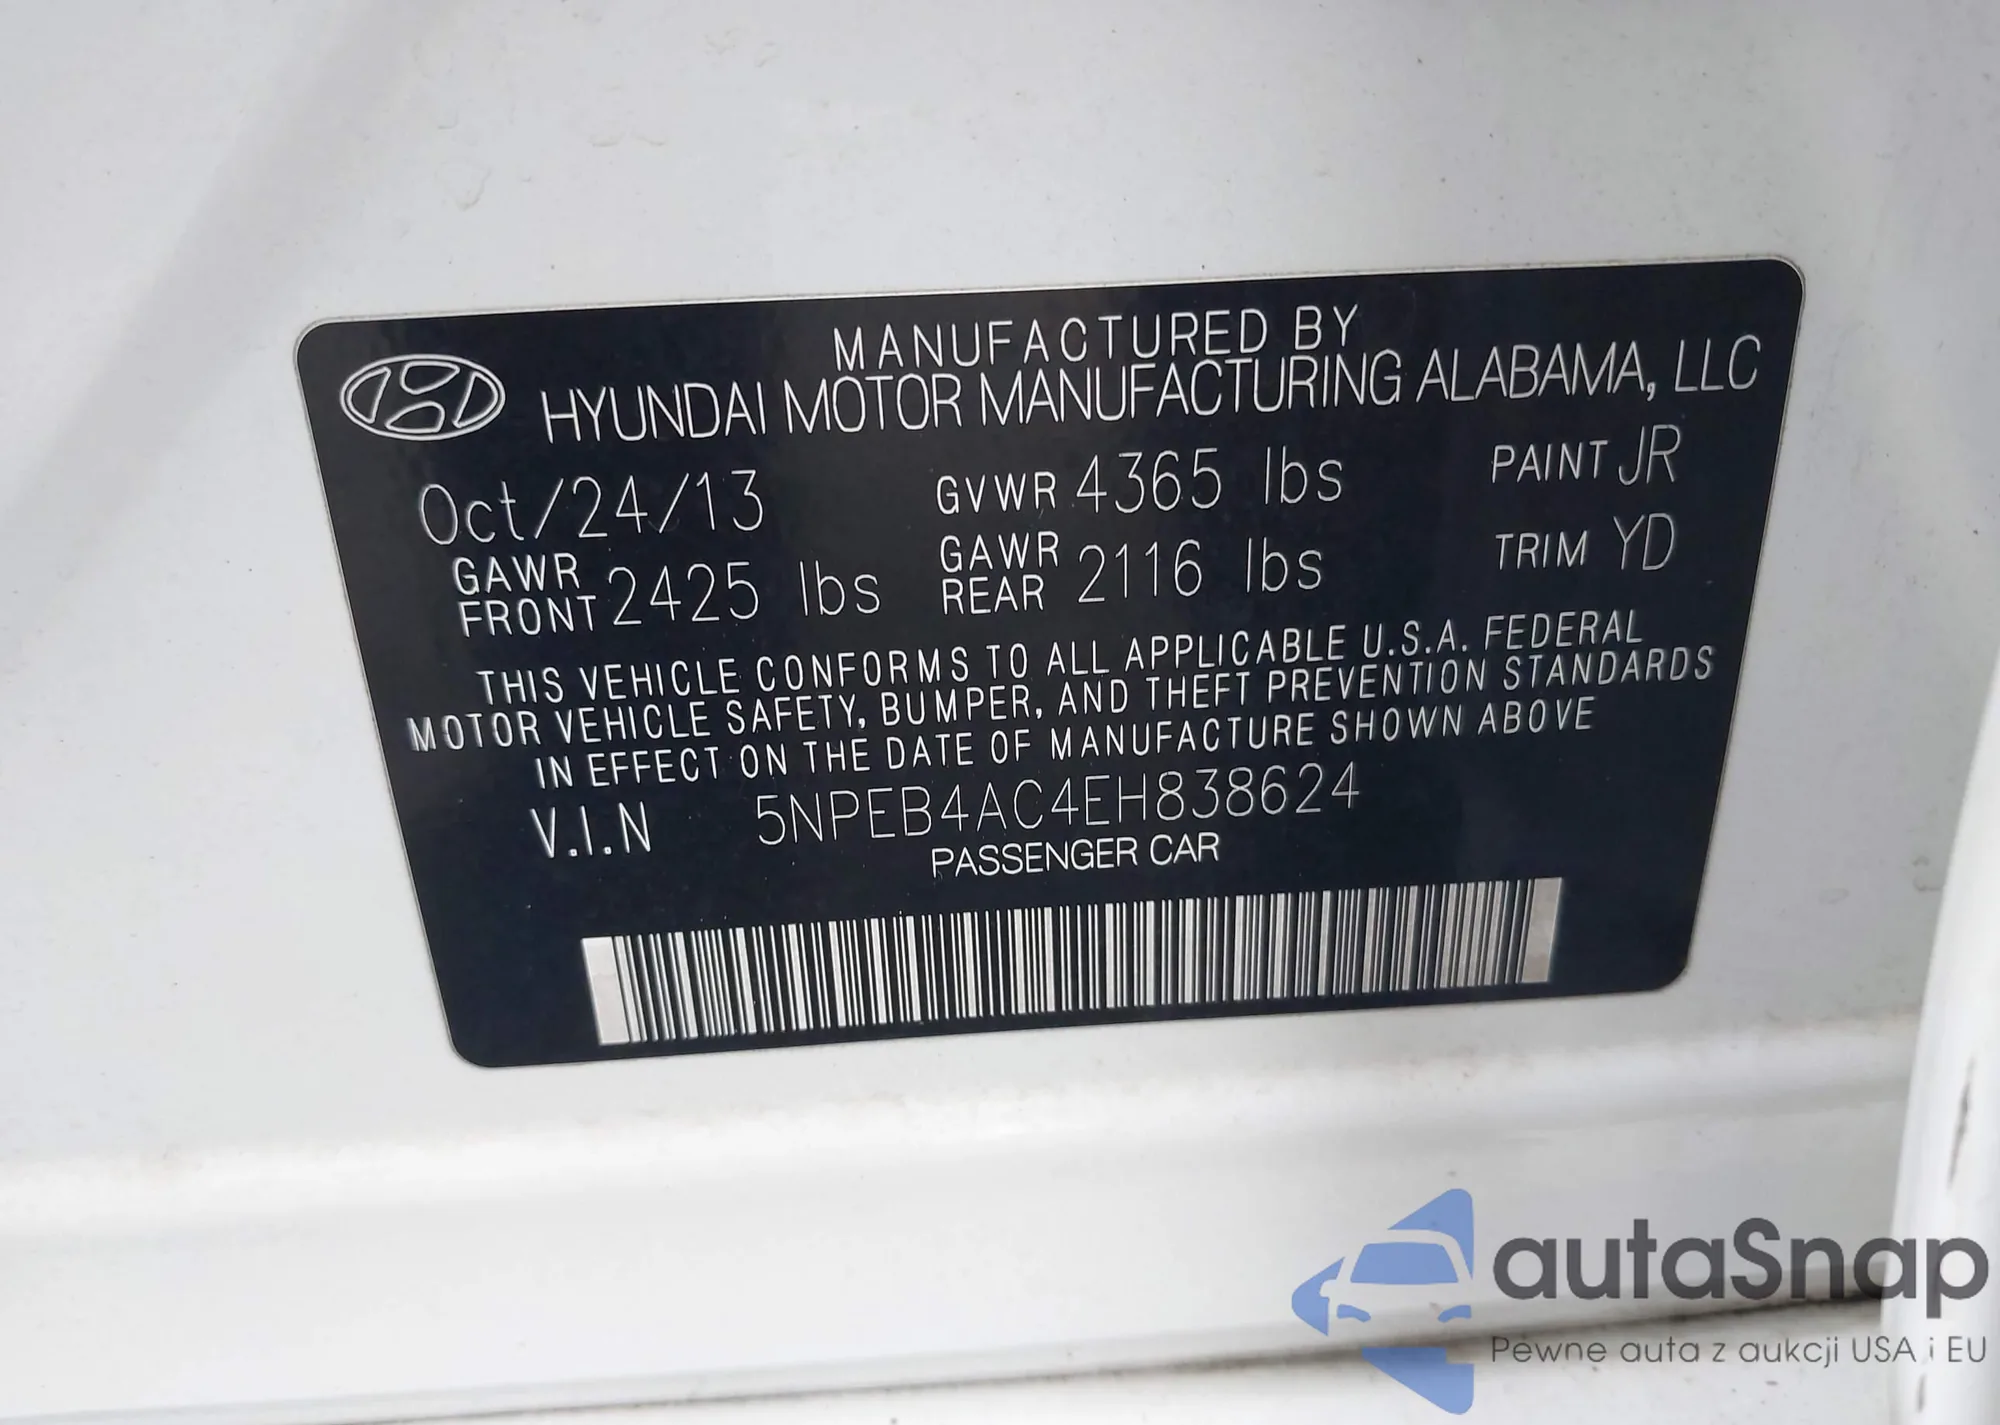 MANUFACTURED BY
HYUNDAI MOTOR MANUFACTURING ALABAMA, LLC
Oct/24/13 GVWR 4365 lbs PAINT JR
GAWR FRONT 2425 lbs GAWR REAR 2116 lbs TRIM YD
THIS VEHICLE CONFORMS TO ALL APPLICABLE U.S.A. FEDERAL
MOTOR VEHICLE SAFETY, BUMPER, AND THEFT PREVENTION STANDARDS
IN EFFECT ON THE DATE OF MANUFACTURE SHOWN ABOVE
V.I.N 5NPEB4AC4EH838624
PASSENGER CAR
autaSnap
Pewne auta z aukcji USA i EU